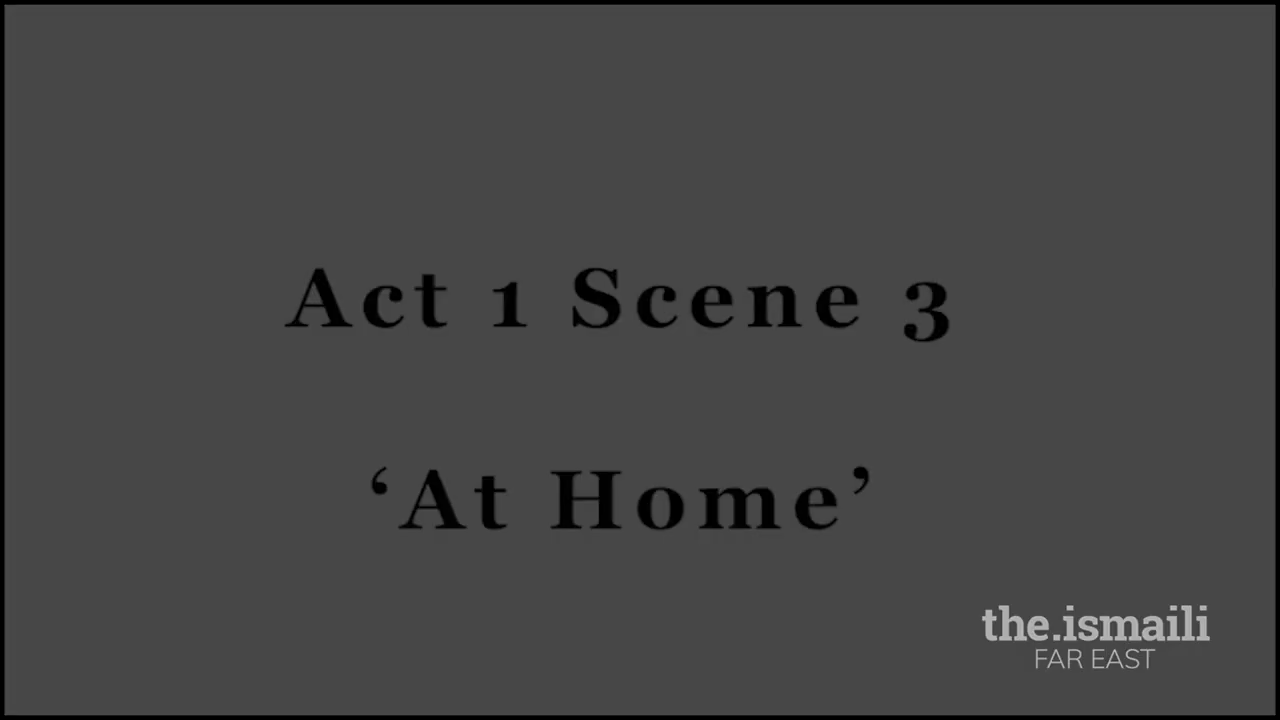 Act 1 Scene 3
‘At Home’
the.ismaili
FAR EAST